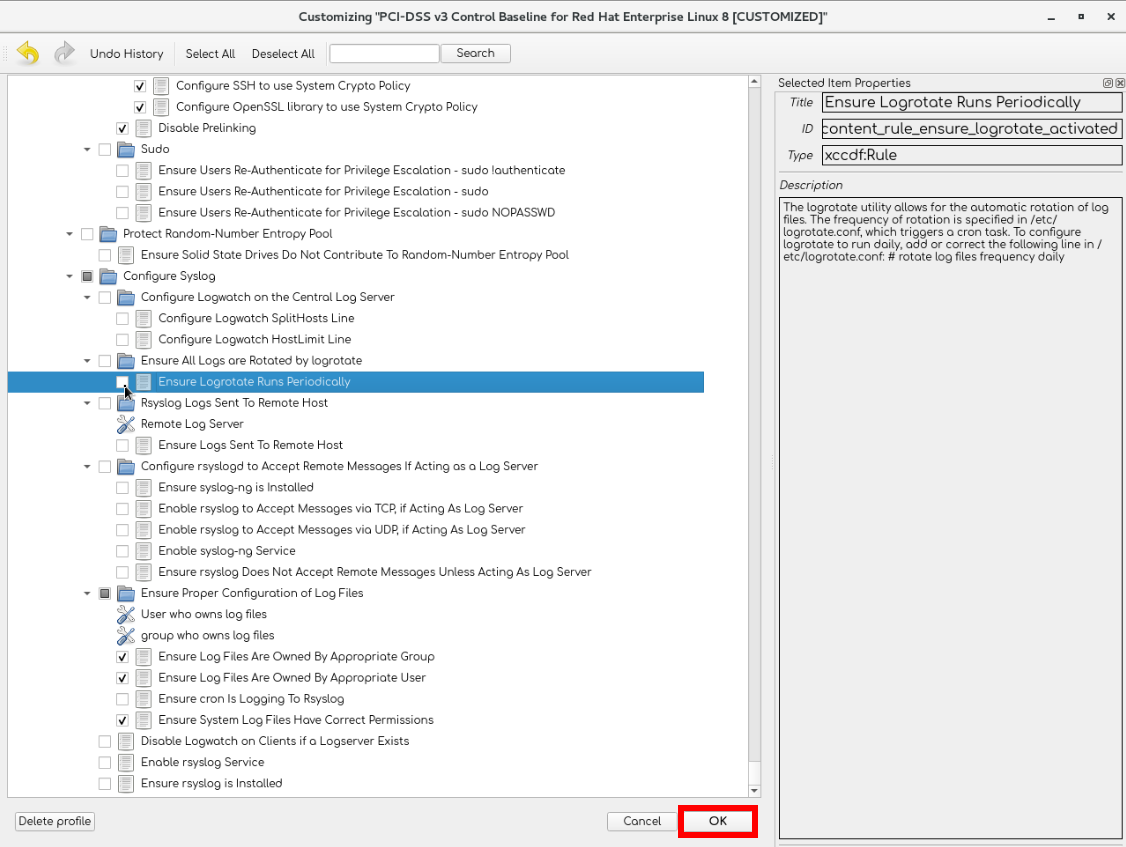 Customizing "PCI-DSS v3 Control Baseline for Red Hat Enterprise Linux 8 [CUSTOMIZED]"
Undo History
Select All
Deselect All
Search
Configure SSH to use System Crypto Policy
Configure OpenSSL library to use System Crypto Policy
Disable Prelinking
Sudo
Ensure Users Re-Authenticate for Privilege Escalation - sudo !authenticate
Ensure Users Re-Authenticate for Privilege Escalation - sudo
Ensure Users Re-Authenticate for Privilege Escalation - sudo NOPASSWD
Protect Random-Number Entropy Pool
Ensure Solid State Drives Do Not Contribute To Random-Number Entropy Pool
Configure Syslog
Configure Logwatch on the Central Log Server
Configure Logwatch SplitHosts Line
Configure Logwatch HostLimit Line
Ensure All Logs are Rotated by logrotate
Ensure Logrotate Runs Periodically
Rsyslog Logs Sent To Remote Host
Remote Log Server
Ensure Logs Sent To Remote Host
Configure rsyslogd to Accept Remote Messages If Acting as a Log Server
Ensure syslog-ng is Installed
Enable rsyslog to Accept Messages via TCP, if Acting As Log Server
Enable rsyslog to Accept Messages via UDP, if Acting As Log Server
Enable syslog-ng Service
Ensure rsyslog Does Not Accept Remote Messages Unless Acting As Log Server
Ensure Proper Configuration of Log Files
User who owns log files
group who owns log files
Ensure Log Files Are Owned By Appropriate Group
Ensure Log Files Are Owned By Appropriate User
Ensure cron Is Logging To Rsyslog
Ensure System Log Files Have Correct Permissions
Disable Logwatch on Clients if a Logserver Exists
Enable rsyslog Service
Ensure rsyslog is Installed
Delete profile
Cancel
OK
Selected Item Properties
Title Ensure Logrotate Runs Periodically
ID content_rule_ensure_logrotate_activated
Type xccdf:Rule
Description
The logrotate utility allows for the automatic rotation of log
files. The frequency of rotation is specified in /etc/
logrotate.conf, which triggers a cron task. To configure
logrotate to run daily, add or correct the following line in /
etc/logrotate.conf: # rotate log files frequency daily